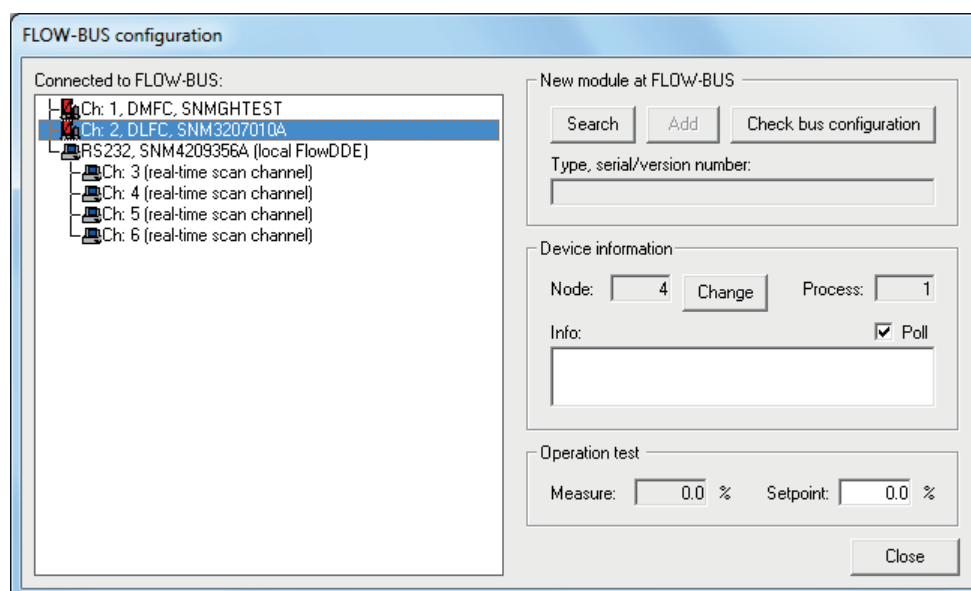 FLOW-BUS configuration
Connected to FLOW-BUS:
Ch: 1, DMFC, SNMGHTEST
Ch: 2, DLFC, SNM3207010A
RS232, SNM4209356A (local FlowDDE)
Ch: 3 (real-time scan channel)
Ch: 4 (real-time scan channel)
Ch: 5 (real-time scan channel)
Ch: 6 (real-time scan channel)
New module at FLOW-BUS
Search Add Check bus configuration
Type, serial/version number:
Device information
Node: 4 Change Process: 1
Info: Poll
Operation test
Measure: 0.0 % Setpoint: 0.0 %
Close